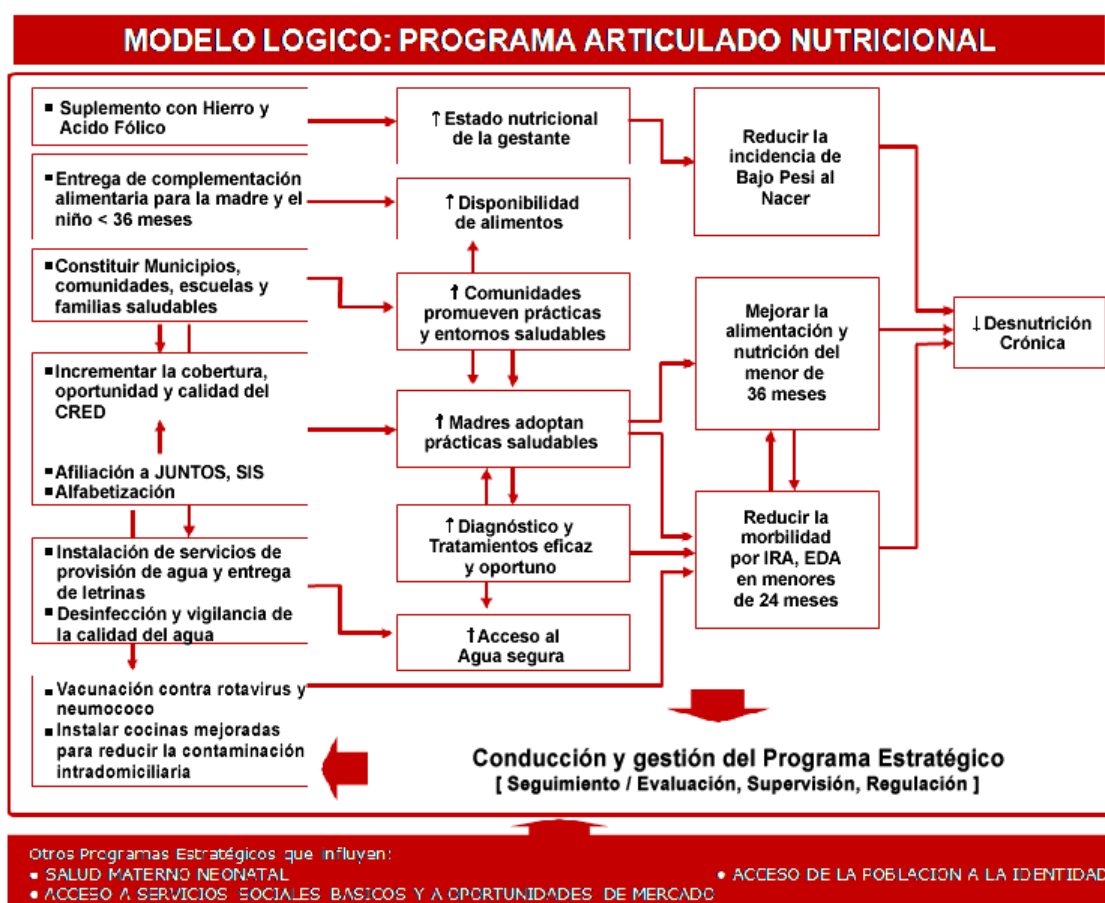 MODELO LOGICO: PROGRAMA ARTICULADO NUTRICIONAL
▪ Suplemento con Hierro y
Acido Fólico
▪ Entrega de complementación
alimentaria para la madre y el
niño < 36 meses
▪ Constituir Municipios,
comunidades, escuelas y
familias saludables
▪ Incrementar la cobertura,
oportunidad y calidad del
CRED
▪ Afiliación a JUNTOS, SIS
▪ Alfabetización
▪ Instalación de servicios de
provisión de agua y entrega
de letrinas
▪ Desinfección y vigilancia de
la calidad del agua
▪ Vacunación contra rotavirus y
neumococo
▪ Instalar cocinas mejoradas
para reducir la contaminación
intradomiciliaria
↑ Estado nutricional
de la gestante
↑ Disponibilidad
de alimentos
↑ Comunidades
promueven prácticas
y entornos saludables
↑ Madres adoptan
prácticas saludables
↑ Diagnóstico y
Tratamientos eficaz
y oportuno
↑ Acceso al
Agua segura
Reducir la
incidencia de
Bajo Pesi al
Nacer
Mejorar la
alimentación y
nutrición del
menor de
36 meses
Reducir la
morbilidad
por IRA, EDA
en menores
de 24 meses
↓ Desnutrición
Crónica
Conducción y gestión del Programa Estratégico
[ Seguimiento / Evaluación, Supervisión, Regulación ]
Otros Programas Estratégicos que influyen:
• SALUD MATERNO NEONATAL
• ACCESO DE LA POBLACION A LA IDENTIDAD
• ACCESO A SERVICIOS SOCIALES BASICOS Y A OPORTUNIDADES DE MERCADO